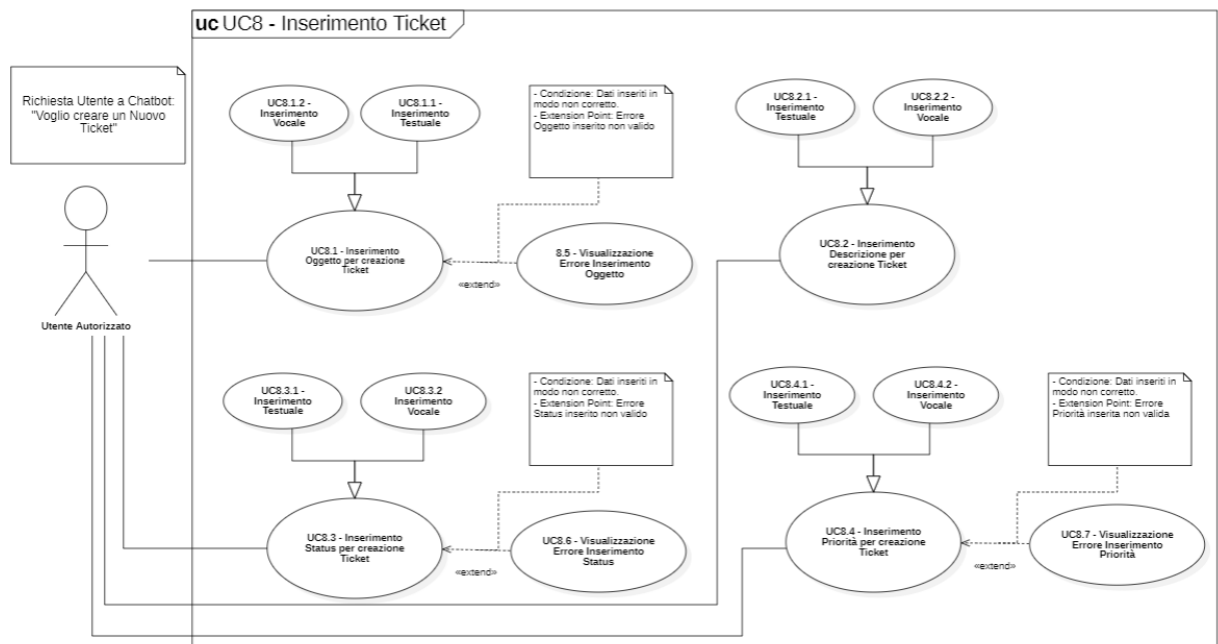 uc UC8 - Inserimento Ticket
Richiesta Utente a Chatbot:
"Voglio creare un Nuovo
Ticket"
Utente Autorizzato
UC8.1.2 -
Inserimento
Vocale
UC8.1.1 -
Inserimento
Testuale
- Condizione: Dati inseriti in
modo non corretto.
- Extension Point: Errore
Oggetto inserito non valido
UC8.1 - Inserimento
Oggetto per creazione
Ticket
«extend»
8.5 - Visualizzazione
Errore Inserimento
Oggetto
UC8.2.1 -
Inserimento
Testuale
UC8.2.2 -
Inserimento
Vocale
UC8.2 - Inserimento
Descrizione per
creazione Ticket
UC8.3.1 -
Inserimento
Testuale
UC8.3.2
Inserimento
Vocale
- Condizione: Dati inseriti in
modo non corretto.
- Extension Point: Errore
Status inserito non valido
UC8.3 - Inserimento
Status per creazione
Ticket
«extend»
UC8.6 - Visualizzazione
Errore Inserimento
Status
UC8.4.1 -
Inserimento
Testuale
UC8.4.2 -
Inserimento
Vocale
- Condizione: Dati inseriti in
modo non corretto.
- Extension Point: Errore
Priorità inserita non valida
UC8.4 - Inserimento
Priorità per creazione
Ticket
«extend»
UC8.7 - Visualizzazione
Errore Inserimento
Priorità